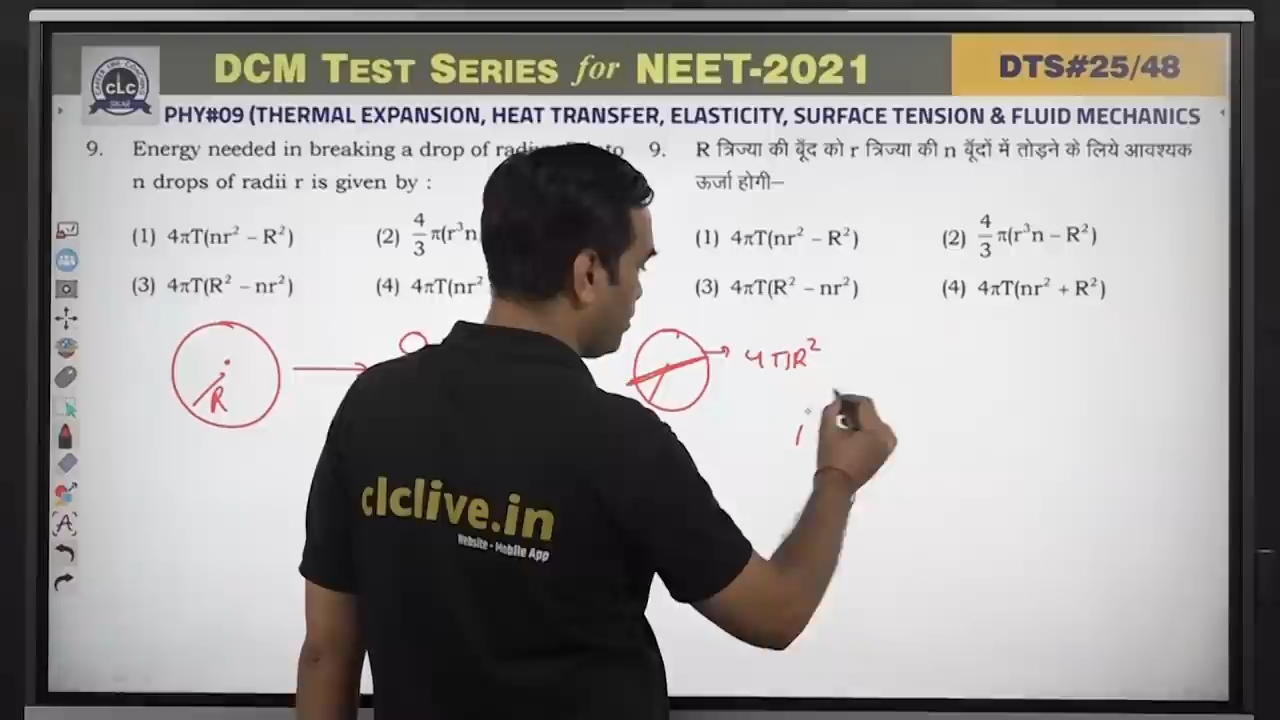 DCM TEST SERIES for NEET-2021
DTS#25/48
CLC
PHY#09 (THERMAL EXPANSION, HEAT TRANSFER, ELASTICITY, SURFACE TENSION & FLUID MECHANICS
9. Energy needed in breaking a drop of
n drops of radii r is given by :
(1) 4πT(nr² − R²)
(2) 4/3 π(r³n
(3) 4πT(R² − nr²)
(4) 4πT(nr²
9. R त्रिज्या की बूँद को r त्रिज्या की n बूँदों में तोड़ने के लिये आवश्यक
ऊर्जा होगी–
(1) 4πT(nr² − R²)
(2) 4/3 π(r³n − R²)
(3) 4πT(R² − nr²)
(4) 4πT(nr² + R²)
R
4πR²
clclive.in
Website - Mobile App